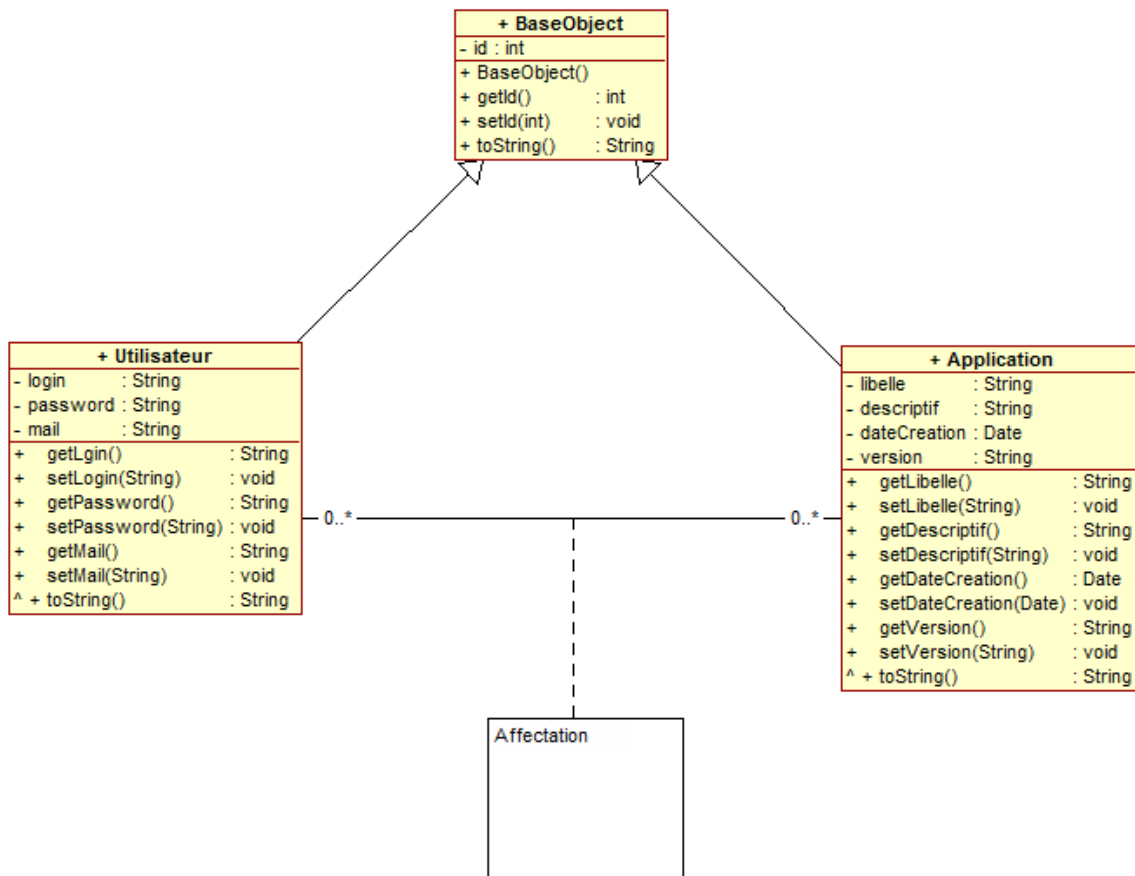 + BaseObject
- id : int
+ BaseObject()
+ getId() : int
+ setId(int) : void
+ toString() : String
+ Utilisateur
- login : String
- password : String
- mail : String
+ getLgin() : String
+ setLogin(String) : void
+ getPassword() : String
+ setPassword(String) : void
+ getMail() : String
+ setMail(String) : void
^ + toString() : String
+ Application
- libelle : String
- descriptif : String
- dateCreation : Date
- version : String
+ getLibelle() : String
+ setLibelle(String) : void
+ getDescriptif() : String
+ setDescriptif(String) : void
+ getDateCreation() : Date
+ setDateCreation(Date) : void
+ getVersion() : String
+ setVersion(String) : void
^ + toString() : String
0..*
0..*
Affectation